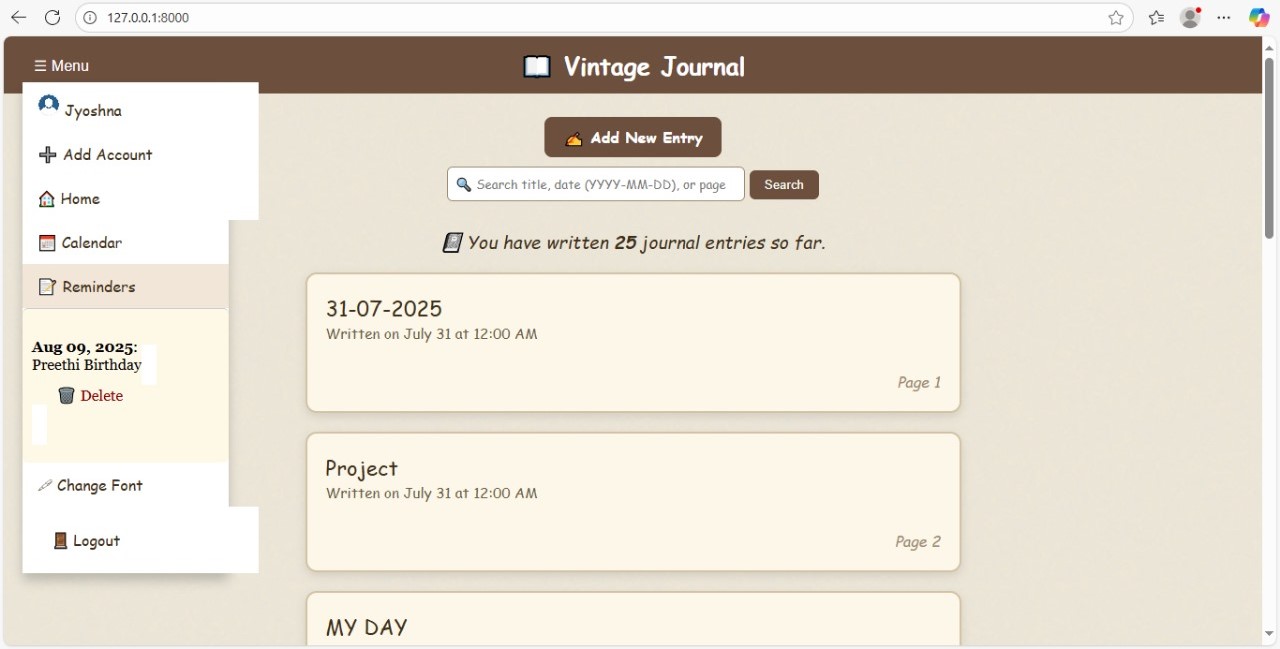 127.0.0.1:8000
☰ Menu
📖 Vintage Journal
Jyoshna
➕ Add Account
🏠 Home
📅 Calendar
📝 Reminders
Aug 09, 2025:
Preethi Birthday
🗑️ Delete
🖋 Change Font
🚪 Logout
✍️ Add New Entry
🔍 Search title, date (YYYY-MM-DD), or page
Search
📓 You have written 25 journal entries so far.
31-07-2025
Written on July 31 at 12:00 AM
Page 1
Project
Written on July 31 at 12:00 AM
Page 2
MY DAY